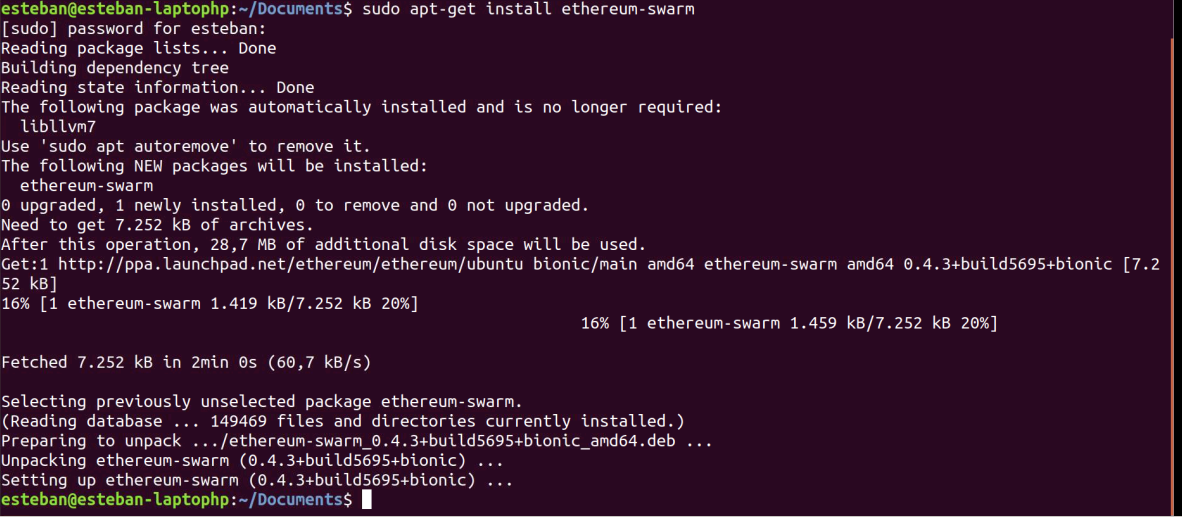 esteban@esteban-laptophp:~/Documents$ sudo apt-get install ethereum-swarm
[sudo] password for esteban:
Reading package lists... Done
Building dependency tree
Reading state information... Done
The following package was automatically installed and is no longer required:
  libllvm7
Use 'sudo apt autoremove' to remove it.
The following NEW packages will be installed:
  ethereum-swarm
0 upgraded, 1 newly installed, 0 to remove and 0 not upgraded.
Need to get 7.252 kB of archives.
After this operation, 28,7 MB of additional disk space will be used.
Get:1 http://ppa.launchpad.net/ethereum/ethereum/ubuntu bionic/main amd64 ethereum-swarm amd64 0.4.3+build5695+bionic [7.2
52 kB]
16% [1 ethereum-swarm 1.419 kB/7.252 kB 20%]
16% [1 ethereum-swarm 1.459 kB/7.252 kB 20%]
Fetched 7.252 kB in 2min 0s (60,7 kB/s)
Selecting previously unselected package ethereum-swarm.
(Reading database ... 149469 files and directories currently installed.)
Preparing to unpack .../ethereum-swarm_0.4.3+build5695+bionic_amd64.deb ...
Unpacking ethereum-swarm (0.4.3+build5695+bionic) ...
Setting up ethereum-swarm (0.4.3+build5695+bionic) ...
esteban@esteban-laptophp:~/Documents$